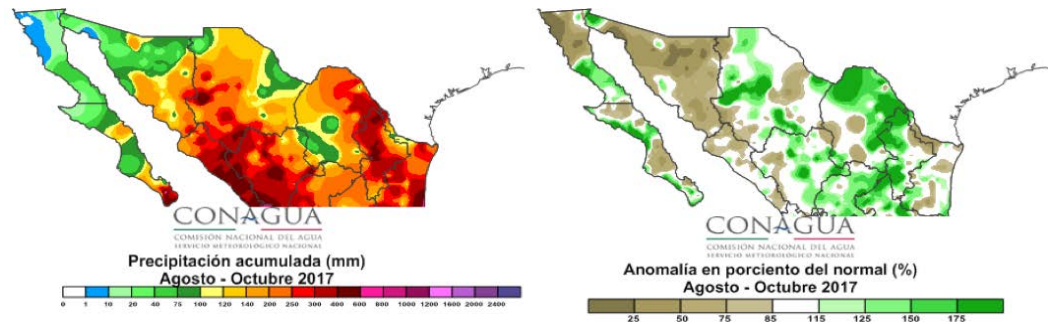 CONAGUA
COMISIÓN NACIONAL DEL AGUA
SERVICIO METEOROLÓGICO NACIONAL
Precipitación acumulada (mm)
Agosto - Octubre 2017
0 1 10 20 40 75 100 120 140 200 250 300 400 600 800 1000 1200 1600 2000 2400
CONAGUA
COMISIÓN NACIONAL DEL AGUA
SERVICIO METEOROLÓGICO NACIONAL
Anomalía en porciento del normal (%)
Agosto - Octubre 2017
25 50 75 85 115 125 150 175